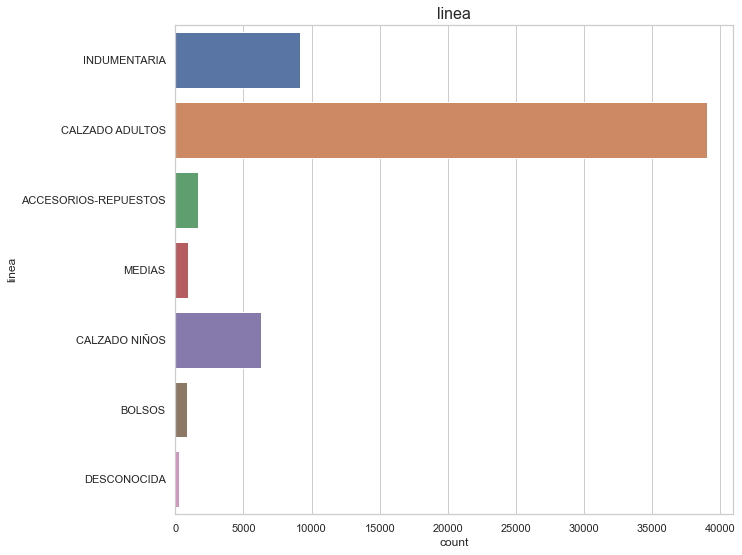 linea
INDUMENTARIA
CALZADO ADULTOS
ACCESORIOS-REPUESTOS
MEDIAS
CALZADO NIÑOS
BOLSOS
DESCONOCIDA
linea
0 5000 10000 15000 20000 25000 30000 35000 40000
count